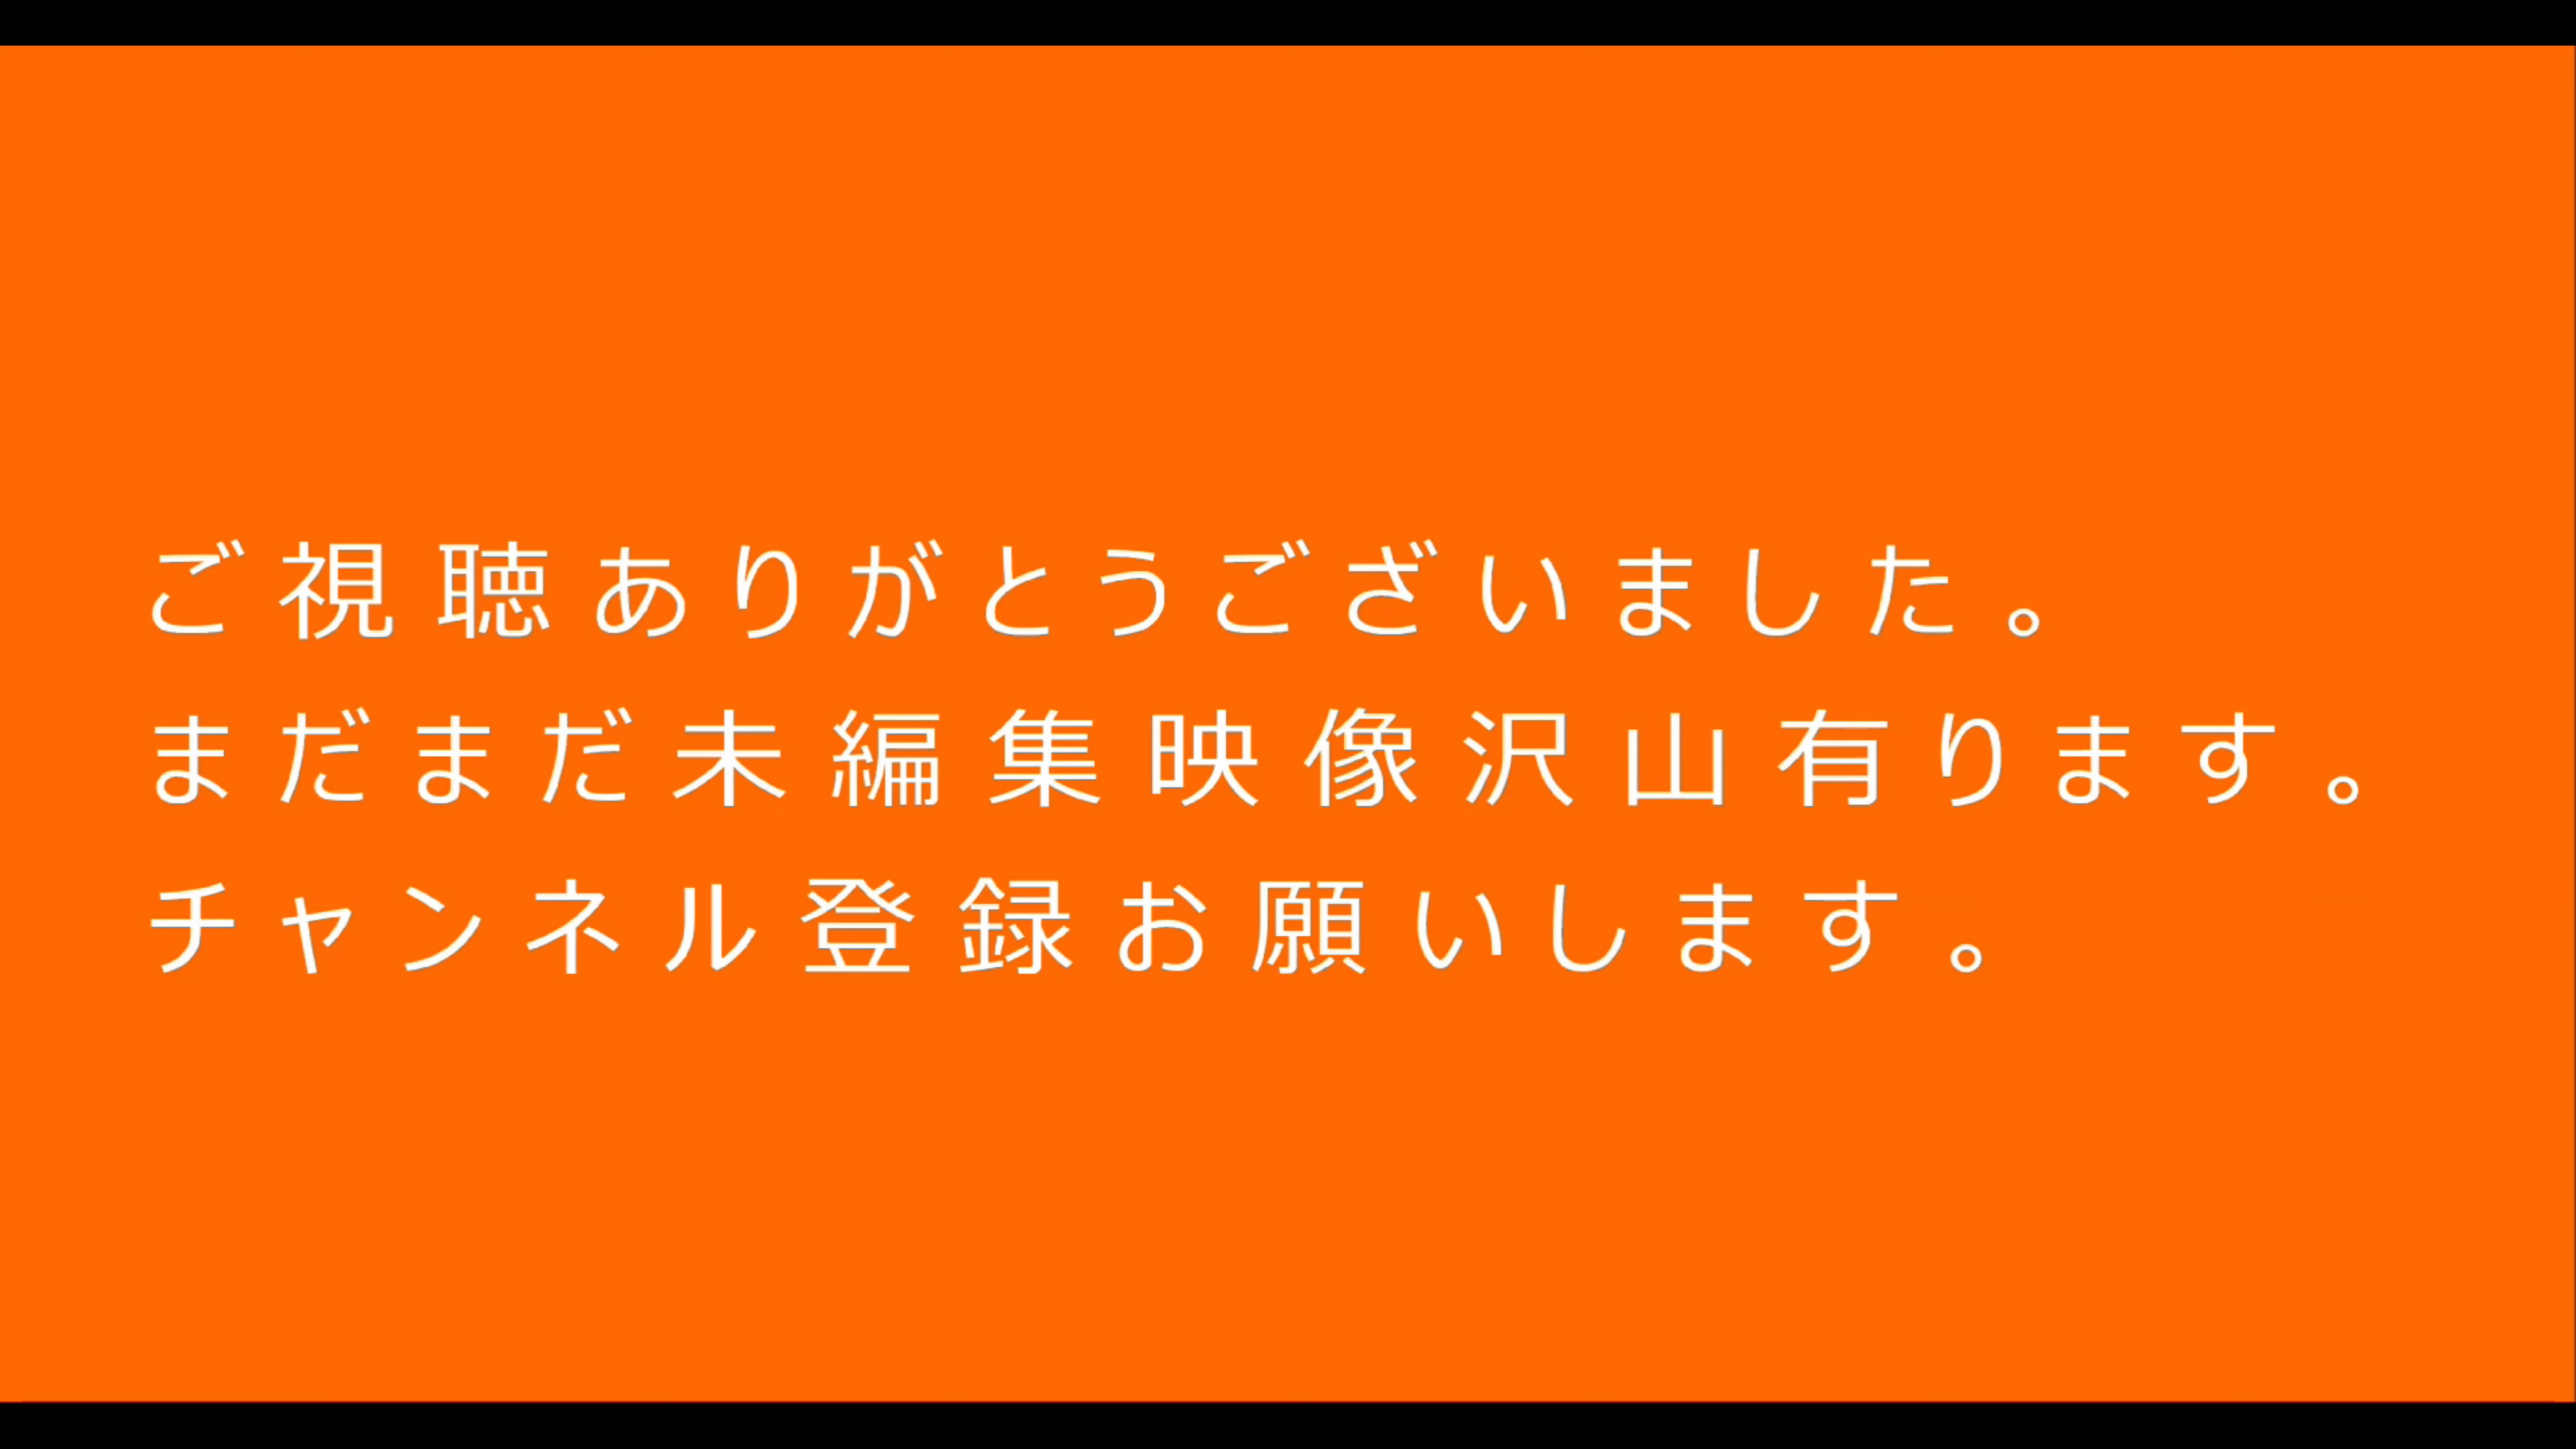 ご視聴ありがとうございました。
まだまだ未編集映像沢山有ります。
チャンネル登録お願いします。